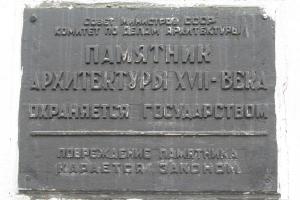 СОВЕТ МИНИСТРОВ СССР
КОМИТЕТ ПО ДЕЛАМ АРХИТЕКТУРЫ
ПАМЯТНИК
АРХИТЕКТУРЫ XVII-ВЕКА
ОХРАНЯЕТСЯ ГОСУДАРСТВОМ
ПОВРЕЖДЕНИЕ ПАМЯТНИКА
КАРАЕТСЯ ЗАКОНОМ